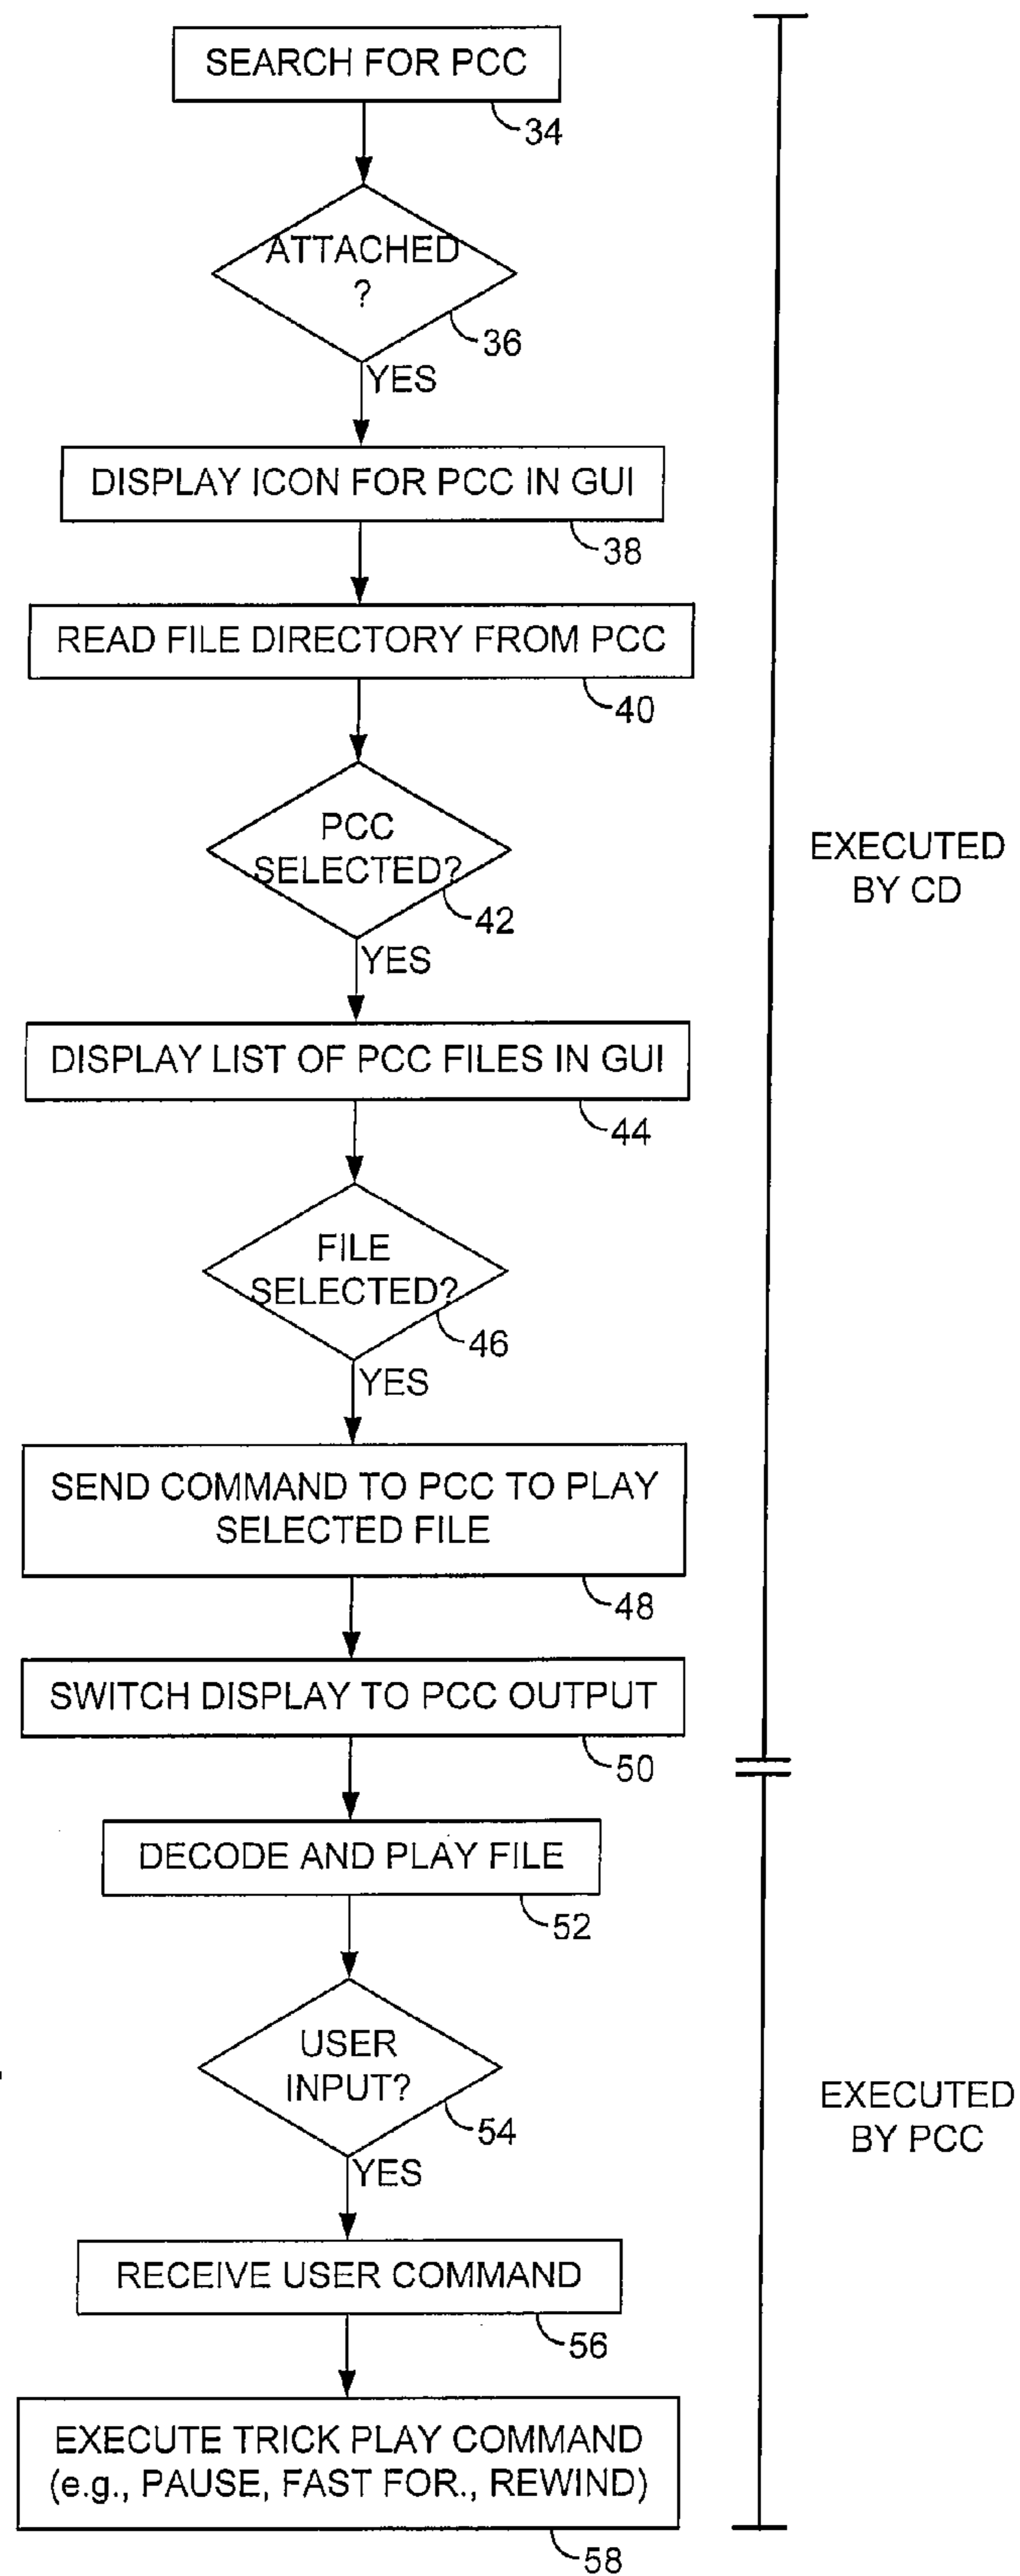 SEARCH FOR PCC
34
ATTACHED
?
36
YES
DISPLAY ICON FOR PCC IN GUI
38
READ FILE DIRECTORY FROM PCC
40
PCC
SELECTED?
42
YES
EXECUTED
BY CD
DISPLAY LIST OF PCC FILES IN GUI
44
FILE
SELECTED?
46
YES
SEND COMMAND TO PCC TO PLAY
SELECTED FILE
48
SWITCH DISPLAY TO PCC OUTPUT
50
DECODE AND PLAY FILE
52
USER
INPUT?
54
YES
EXECUTED
BY PCC
RECEIVE USER COMMAND
56
EXECUTE TRICK PLAY COMMAND
(e.g., PAUSE, FAST FOR., REWIND)
58